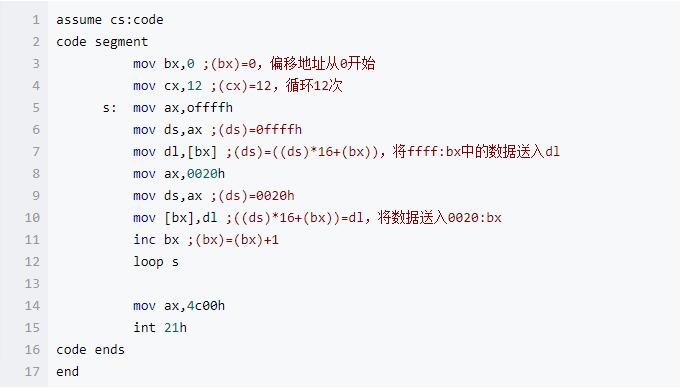 1 assume cs:code
2 code segment
3 mov bx,0 ;(bx)=0，偏移地址从0开始
4 mov cx,12 ;(cx)=12，循环12次
5 s: mov ax,offffh
6 mov ds,ax ;(ds)=0ffffh
7 mov dl,[bx] ;(ds)=((ds)*16+(bx))，将ffff:bx中的数据送入dl
8 mov ax,0020h
9 mov ds,ax ;(ds)=0020h
10 mov [bx],dl ;((ds)*16+(bx))=dl，将数据送入0020:bx
11 inc bx ;(bx)=(bx)+1
12 loop s
13
14 mov ax,4c00h
15 int 21h
16 code ends
17 end